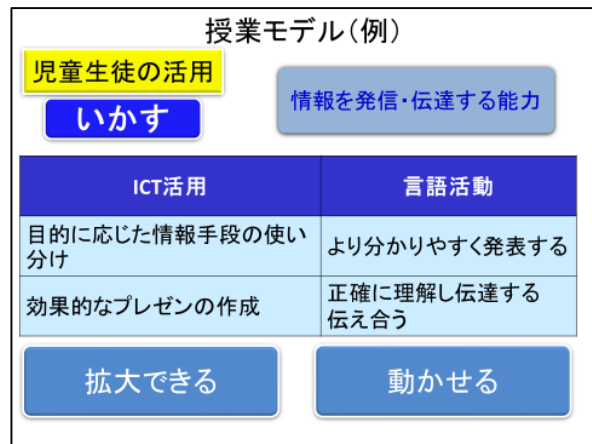 授業モデル（例）
児童生徒の活用
いかす
情報を発信・伝達する能力
ICT活用
言語活動
目的に応じた情報手段の使い
分け
より分かりやすく発表する
効果的なプレゼンの作成
正確に理解し伝達する
伝え合う
拡大できる
動かせる